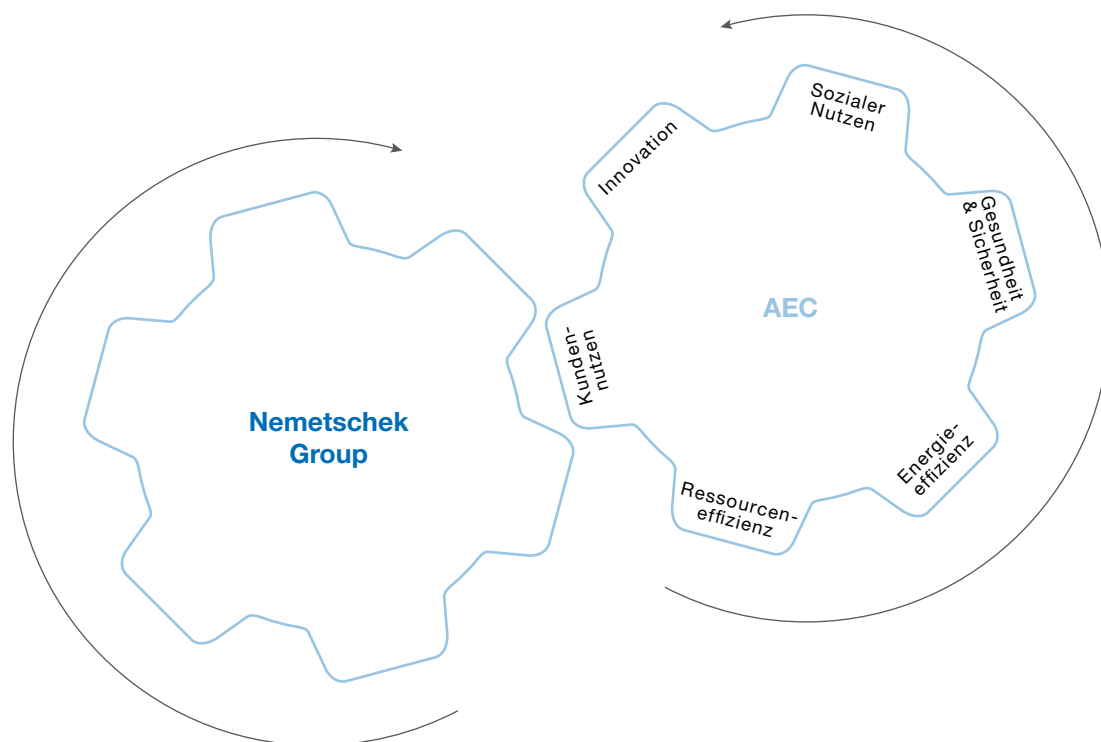 Nemetschek
Group
AEC
Kunden-
nutzen
Innovation
Sozialer
Nutzen
Gesundheit
& Sicherheit
Energie-
effizienz
Ressourcen-
effizienz